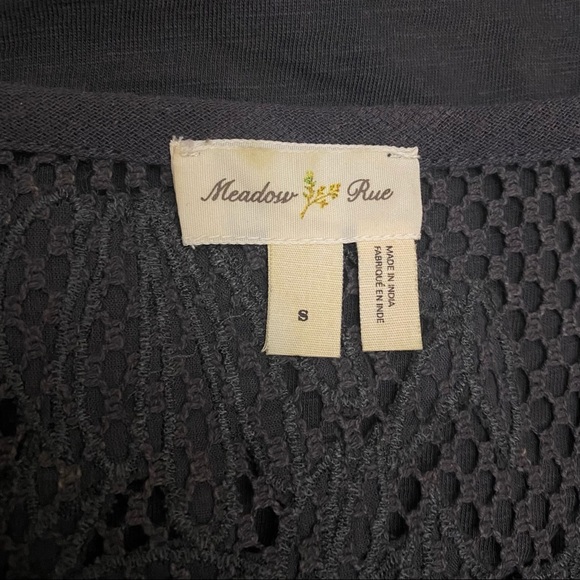 Meadow Rue
S
MADE IN INDIA
FABRIQUÉ EN INDE